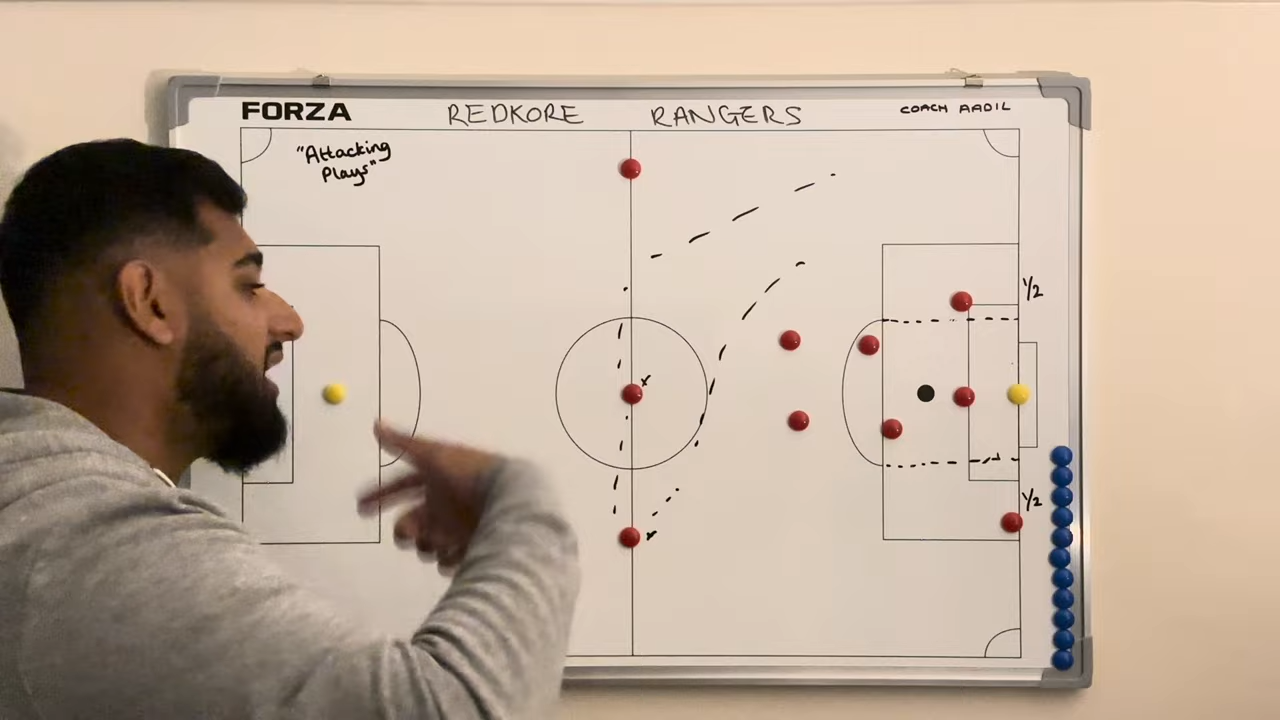 FORZA REDKORE RANGERS COACH AADIL
"Attacking
Plays"
1/2
1/2